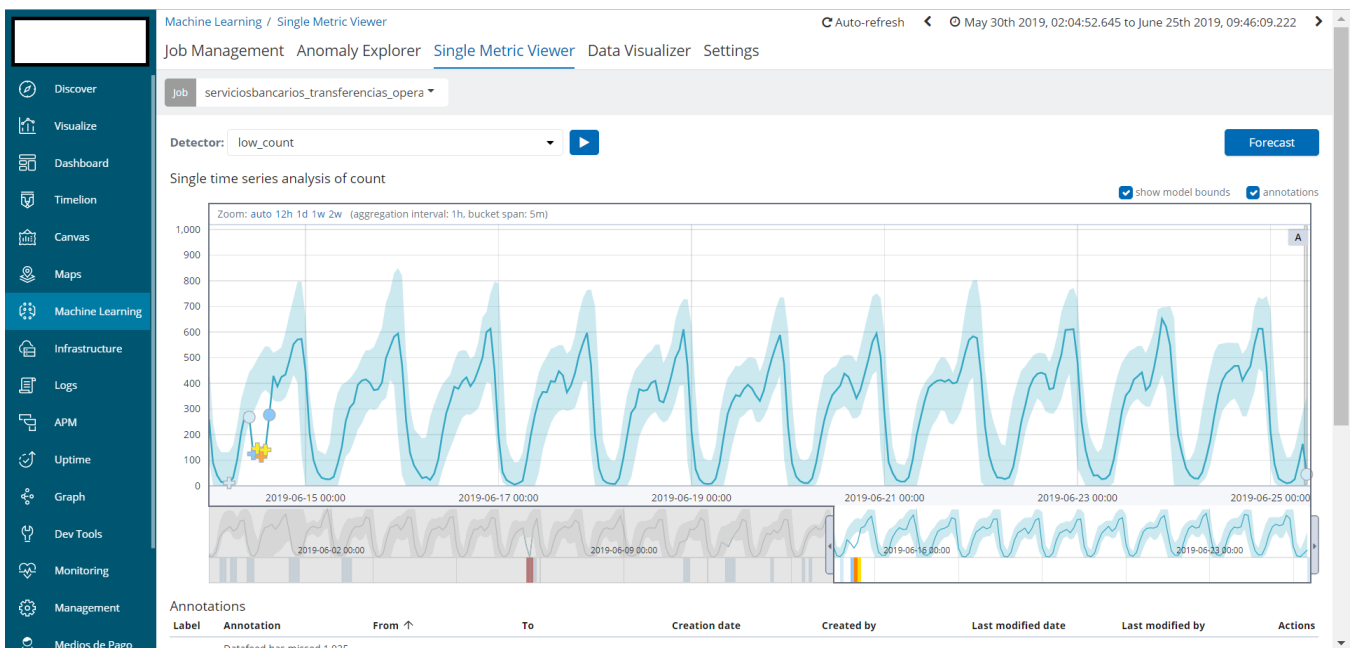 Machine Learning / Single Metric Viewer
Auto-refresh May 30th 2019, 02:04:52.645 to June 25th 2019, 09:46:09.222
Job Management Anomaly Explorer Single Metric Viewer Data Visualizer Settings
Discover
Visualize
Dashboard
Timelion
Canvas
Maps
Machine Learning
Infrastructure
Logs
APM
Uptime
Graph
Dev Tools
Monitoring
Management
Medios de Pago
Job serviciosbancarios_transferencias_opera
Detector: low_count
Forecast
Single time series analysis of count
show model bounds annotations
Zoom: auto 12h 1d 1w 2w (aggregation interval: 1h, bucket span: 5m)
A
1,000
900
800
700
600
500
400
300
200
100
0
2019-06-15 00:00 2019-06-17 00:00 2019-06-19 00:00 2019-06-21 00:00 2019-06-23 00:00 2019-06-25 00:00
2019-06-02 00:00 2019-06-09 00:00 2019-06-16 00:00 2019-06-23 00:00
Annotations
Label Annotation From To Creation date Created by Last modified date Last modified by Actions
Datafeed has missed 1,025